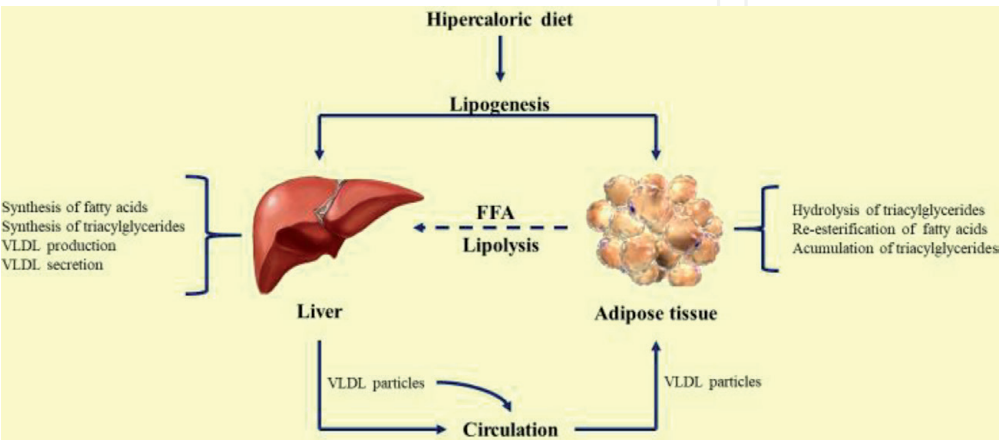 Hipercaloric diet
Lipogenesis
Synthesis of fatty acids
Synthesis of triacylglycerides
VLDL production
VLDL secretion
FFA
Lipolysis
Hydrolysis of triacylglycerides
Re-esterification of fatty acids
Acumulation of triacylglycerides
Liver
Adipose tissue
VLDL particles
VLDL particles
Circulation